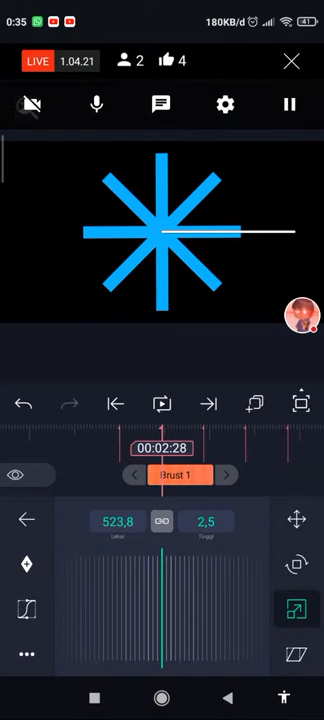 0:35
180KB/d
41
LIVE 1.04.21 2 4
00:02:28
Brust 1
523,8 2,5
Lebar Tinggi